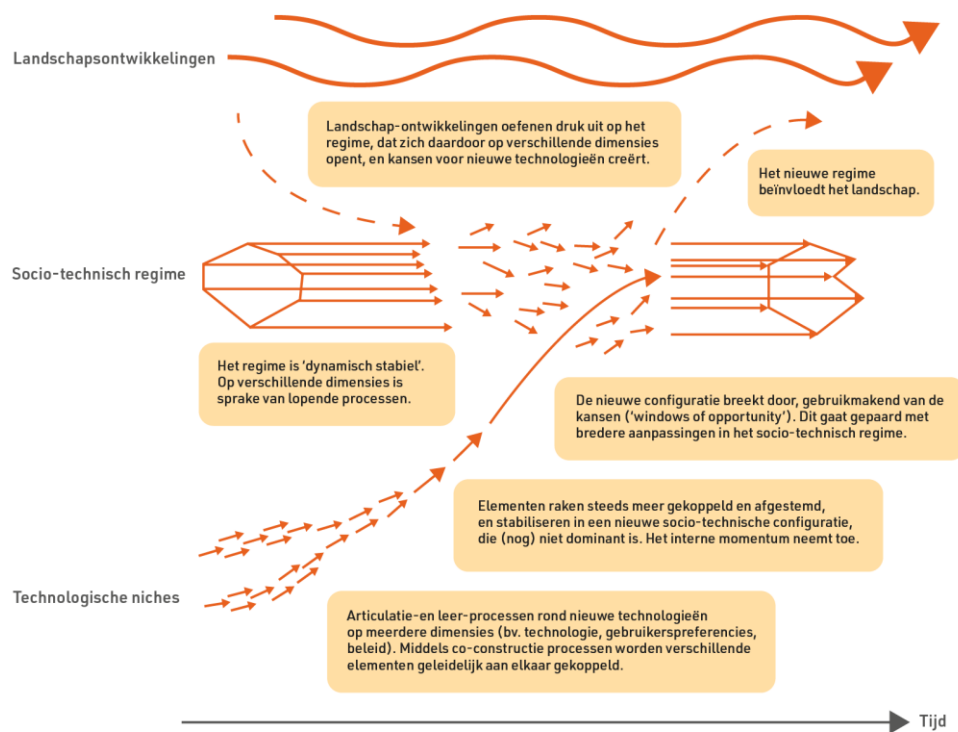 Landschapsontwikkelingen
Landschap-ontwikkelingen oefenen druk uit op het
regime, dat zich daardoor op verschillende dimensies
opent, en kansen voor nieuwe technologieën creërt.
Het nieuwe regime
beïnvloedt het landschap.
Socio-technisch regime
Het regime is ‘dynamisch stabiel’.
Op verschillende dimensies is
sprake van lopende processen.
De nieuwe configuratie breekt door, gebruikmakend van de
kansen (‘windows of opportunity’). Dit gaat gepaard met
bredere aanpassingen in het socio-technisch regime.
Elementen raken steeds meer gekoppeld en afgestemd,
en stabiliseren in een nieuwe socio-technische configuratie,
die (nog) niet dominant is. Het interne momentum neemt toe.
Technologische niches
Articulatie-en leer-processen rond nieuwe technologieën
op meerdere dimensies (bv. technologie, gebruikerspreferencies,
beleid). Middels co-constructie processen worden verschillende
elementen geleidelijk aan elkaar gekoppeld.
Tijd